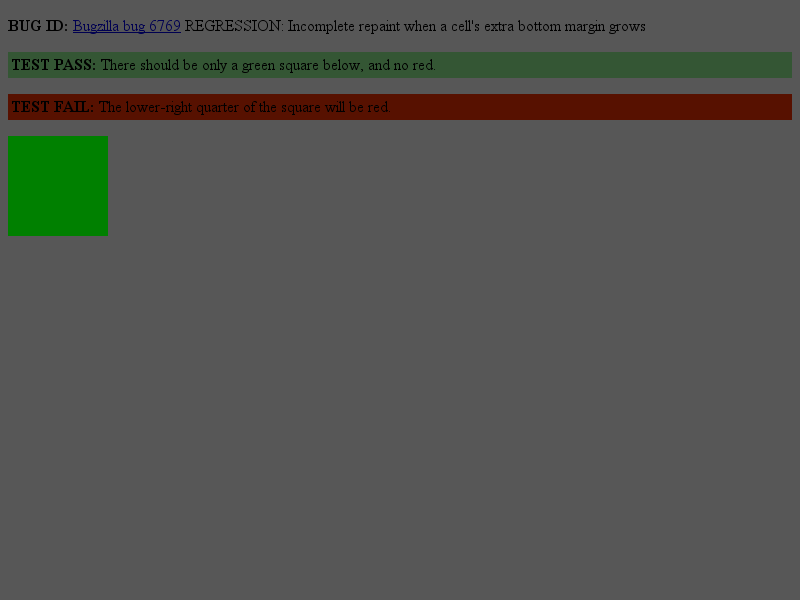 BUG ID: Bugzilla bug 6769 REGRESSION: Incomplete repaint when a cell's extra bottom margin grows
TEST PASS: There should be only a green square below, and no red.
TEST FAIL: The lower-right quarter of the square will be red.